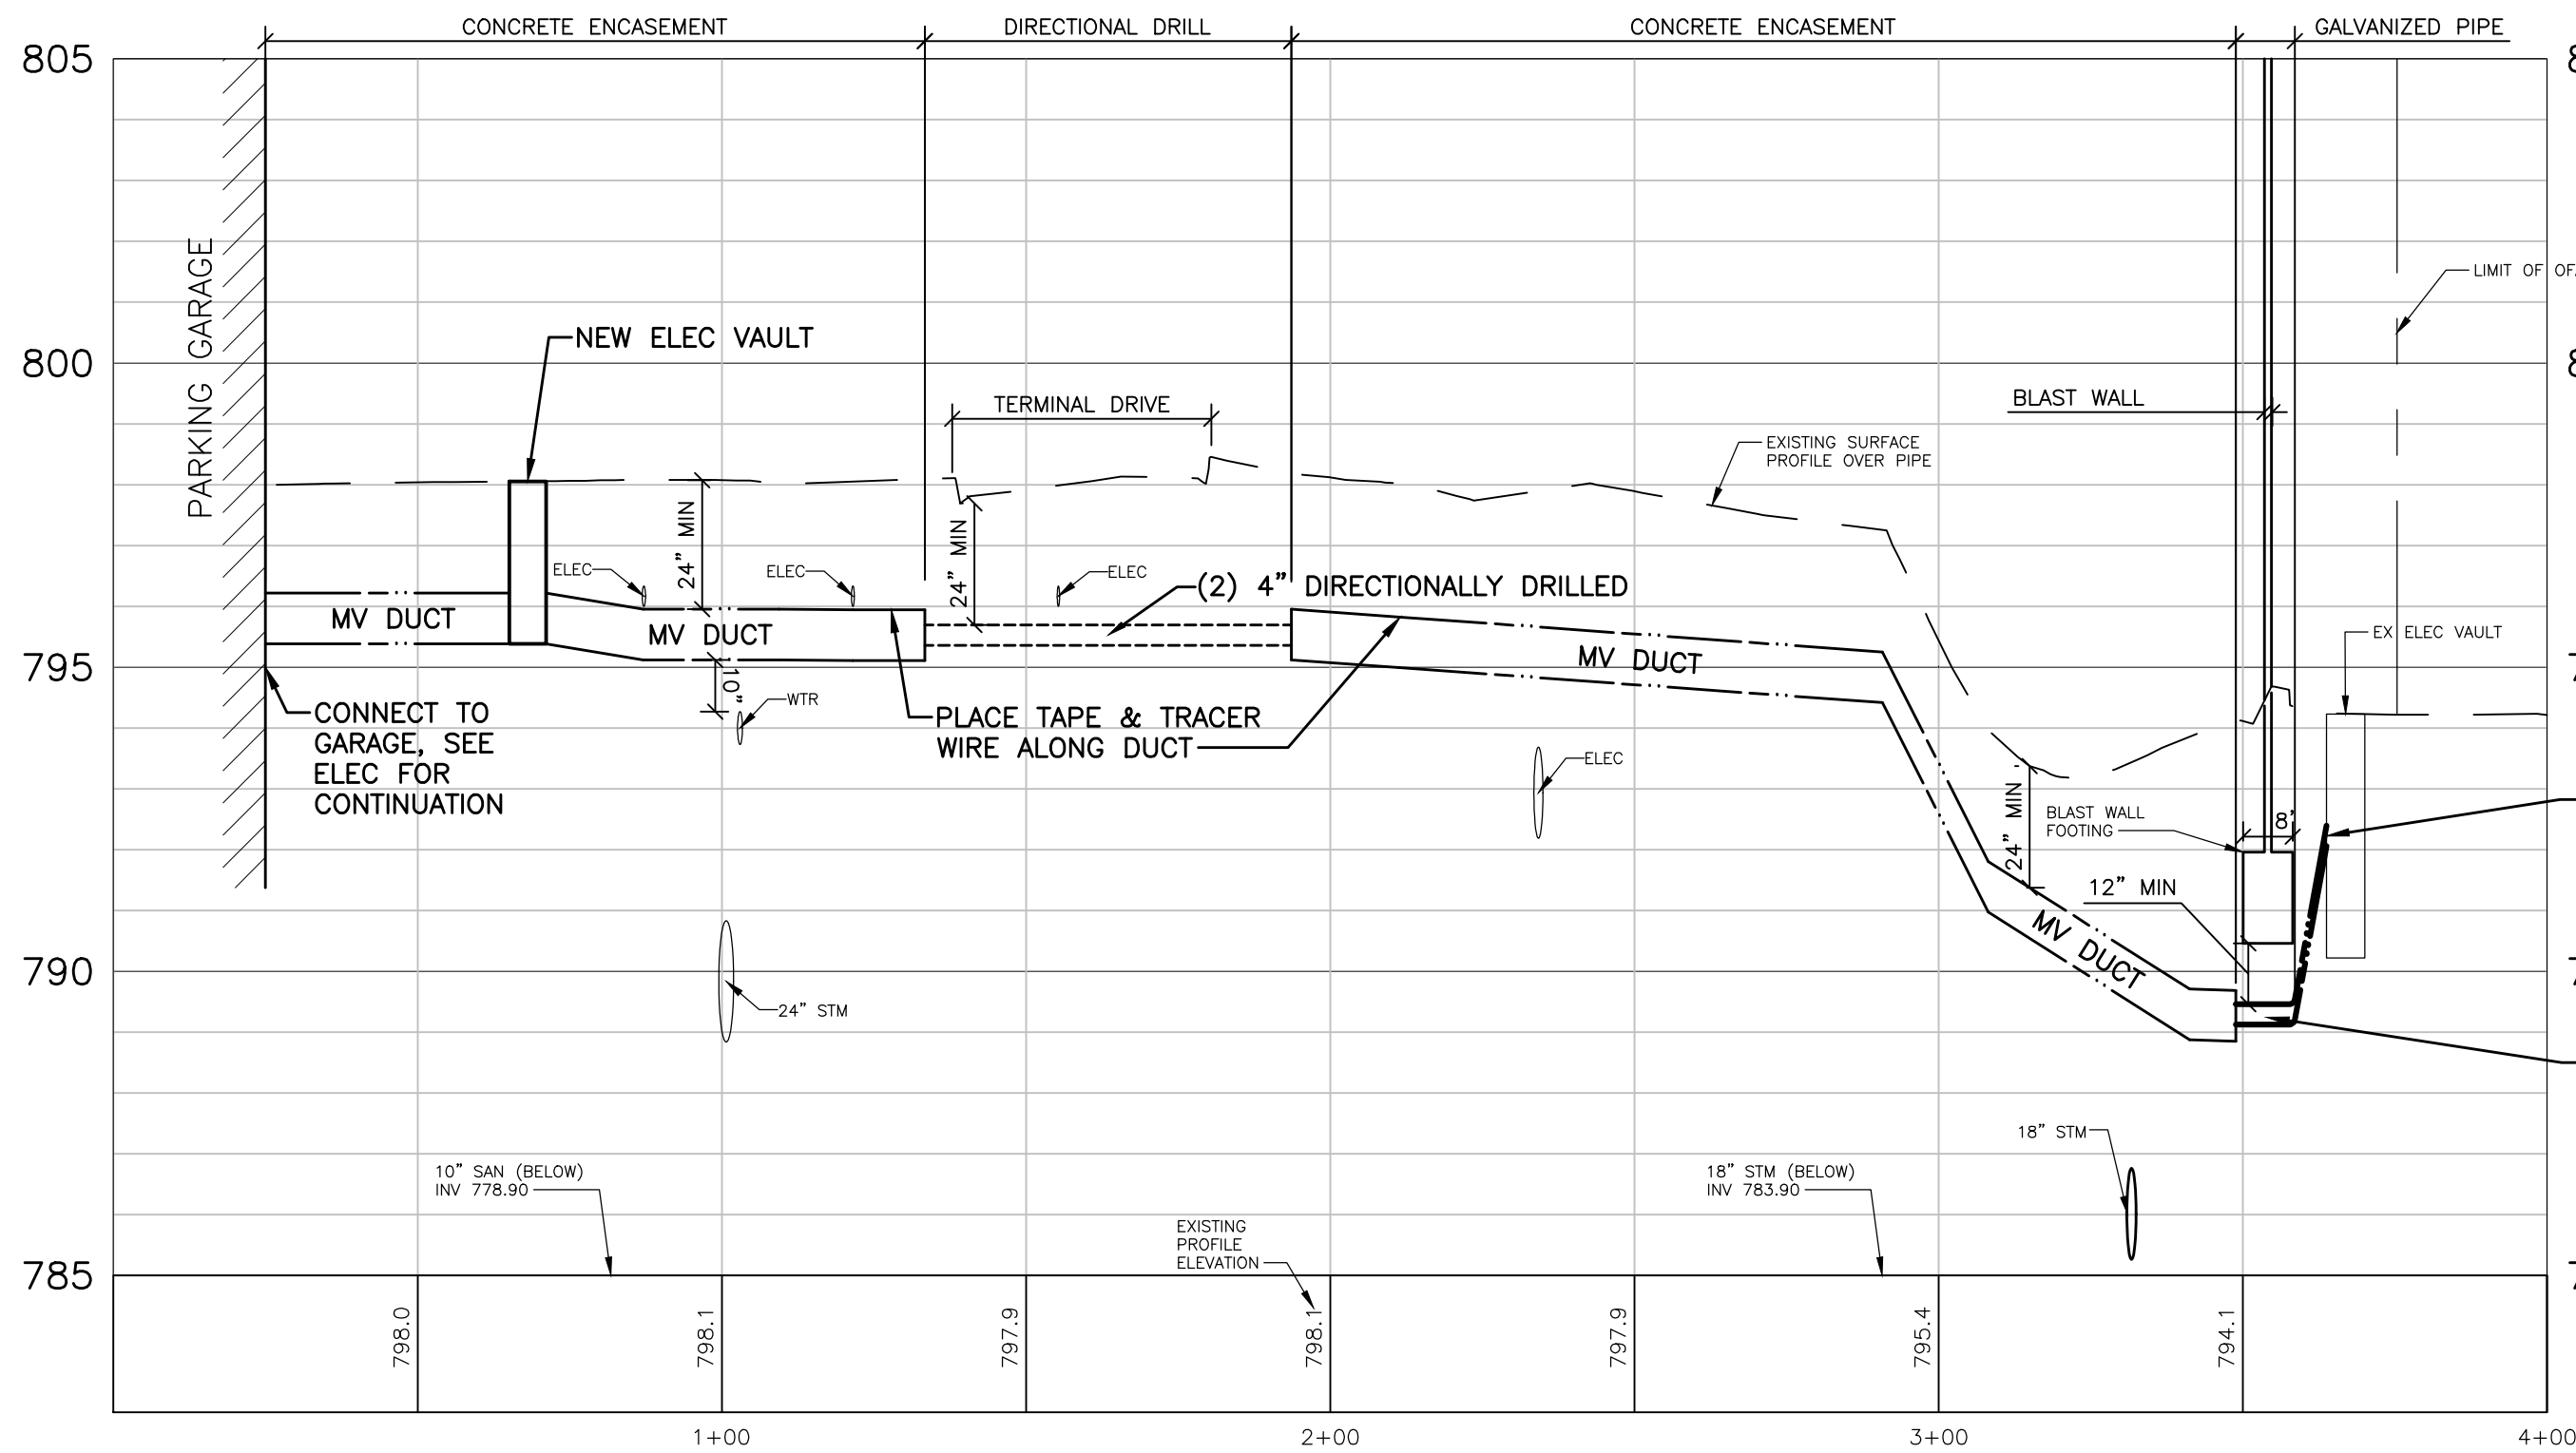 CONCRETE ENCASEMENT
DIRECTIONAL DRILL
CONCRETE ENCASEMENT
GALVANIZED PIPE
805
800
795
790
785
PARKING GARAGE
NEW ELEC VAULT
TERMINAL DRIVE
BLAST WALL
LIMIT OF OF
EXISTING SURFACE
PROFILE OVER PIPE
24" MIN
24" MIN
ELEC
ELEC
ELEC
(2) 4" DIRECTIONALLY DRILLED
MV DUCT
MV DUCT
MV DUCT
EX ELEC VAULT
10"
WTR
CONNECT TO
GARAGE, SEE
ELEC FOR
CONTINUATION
PLACE TAPE & TRACER
WIRE ALONG DUCT
ELEC
24" MIN
BLAST WALL
FOOTING
8'
12" MIN
MV DUCT
24" STM
18" STM
10" SAN (BELOW)
INV 778.90
18" STM (BELOW)
INV 783.90
EXISTING
PROFILE
ELEVATION
798.0
798.1
797.9
798.1
797.9
795.4
794.1
1+00
2+00
3+00
4+00